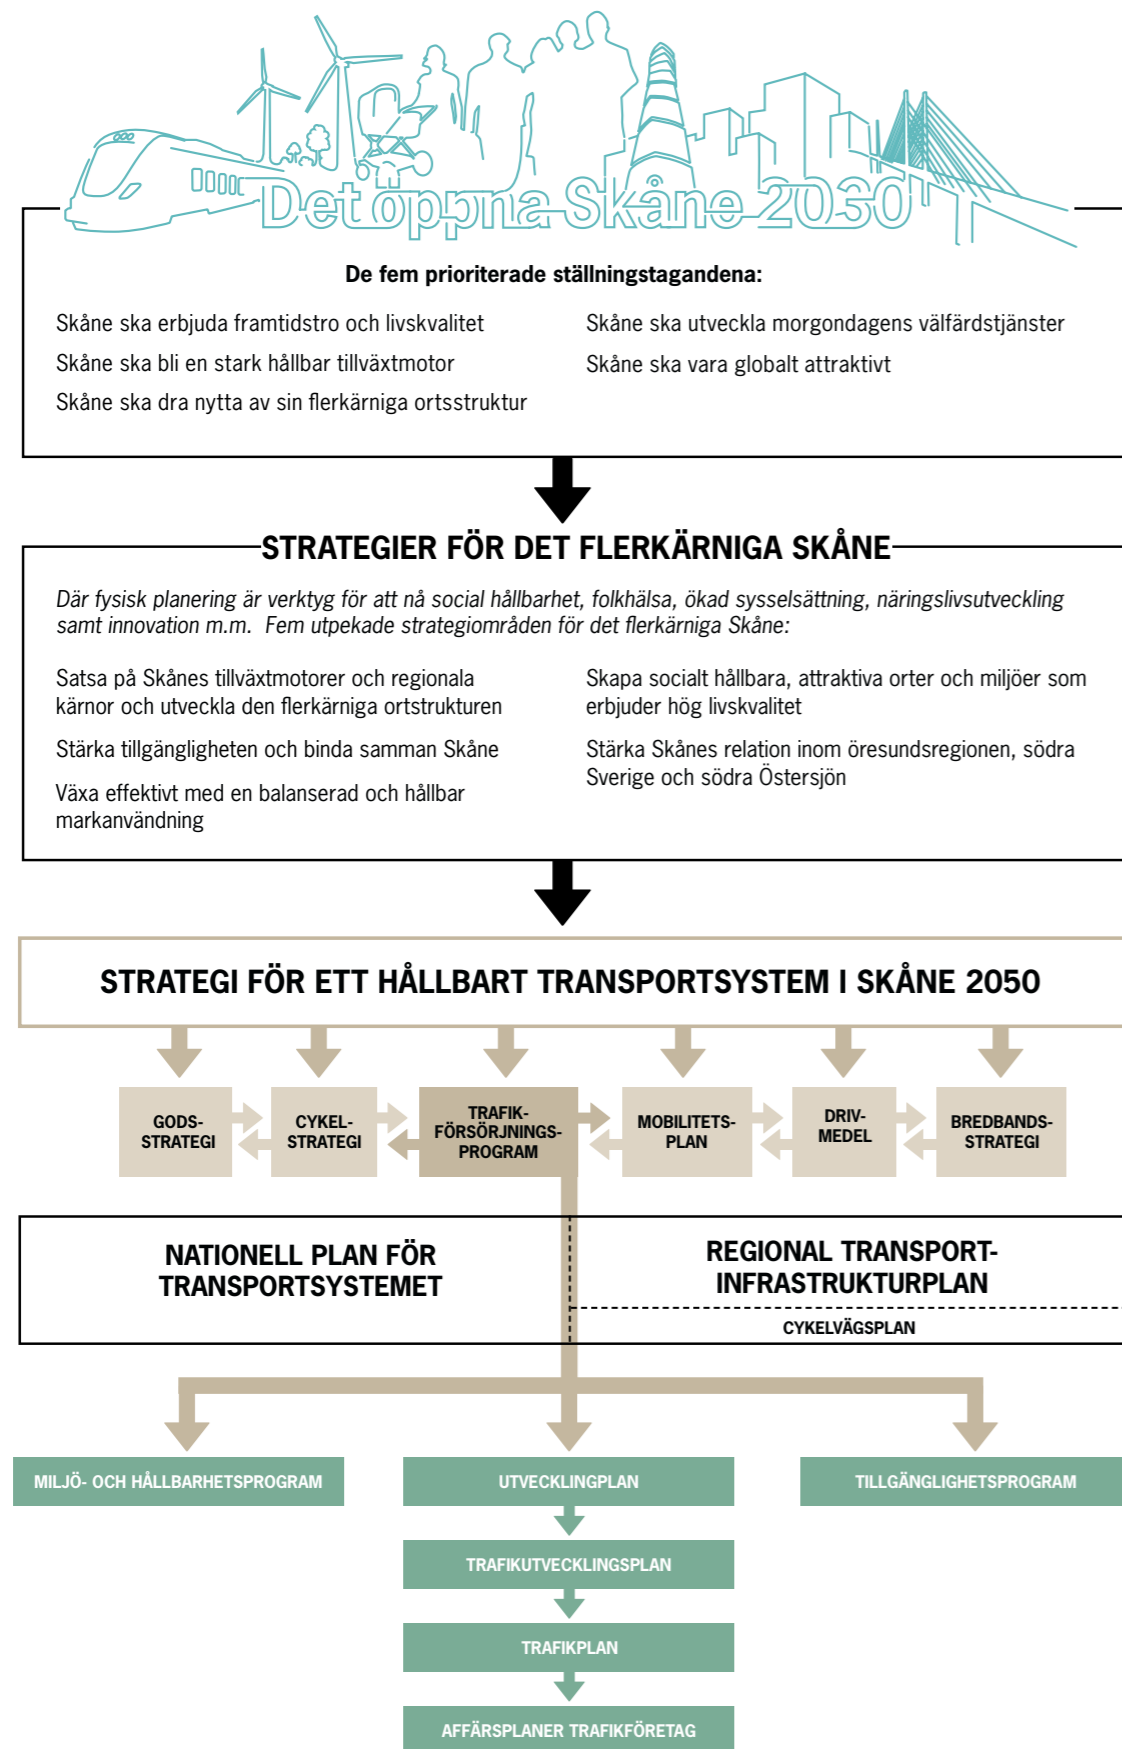 Det öppna Skåne 2030
De fem prioriterade ställningstagandena:
Skåne ska erbjuda framtidstro och livskvalitet
Skåne ska bli en stark hållbar tillväxtmotor
Skåne ska dra nytta av sin flerkärniga ortsstruktur
Skåne ska utveckla morgondagens välfärdstjänster
Skåne ska vara globalt attraktivt
STRATEGIER FÖR DET FLERKÄRNIGA SKÅNE
Där fysisk planering är verktyg för att nå social hållbarhet, folkhälsa, ökad sysselsättning, näringslivsutveckling
samt innovation m.m. Fem utpekade strategiområden för det flerkärniga Skåne:
Satsa på Skånes tillväxtmotorer och regionala
kärnor och utveckla den flerkärniga ortstrukturen
Stärka tillgängligheten och binda samman Skåne
Växa effektivt med en balanserad och hållbar
markanvändning
Skapa socialt hållbara, attraktiva orter och miljöer som
erbjuder hög livskvalitet
Stärka Skånes relation inom öresundsregionen, södra
Sverige och södra Östersjön
STRATEGI FÖR ETT HÅLLBART TRANSPORTSYSTEM I SKÅNE 2050
GODS-
STRATEGI
CYKEL-
STRATEGI
TRAFIK-
FÖRSÖRJNINGS-
PROGRAM
MOBILITETS-
PLAN
DRIV-
MEDEL
BREDBANDS-
STRATEGI
NATIONELL PLAN FÖR
TRANSPORTSYSTEMET
REGIONAL TRANSPORT-
INFRASTRUKTURPLAN
CYKELVÄGSPLAN
MILJÖ- OCH HÅLLBARHETSPROGRAM
UTVECKLINGPLAN
TILLGÄNGLIGHETSPROGRAM
TRAFIKUTVECKLINGSPLAN
TRAFIKPLAN
AFFÄRSPLANER TRAFIKFÖRETAG